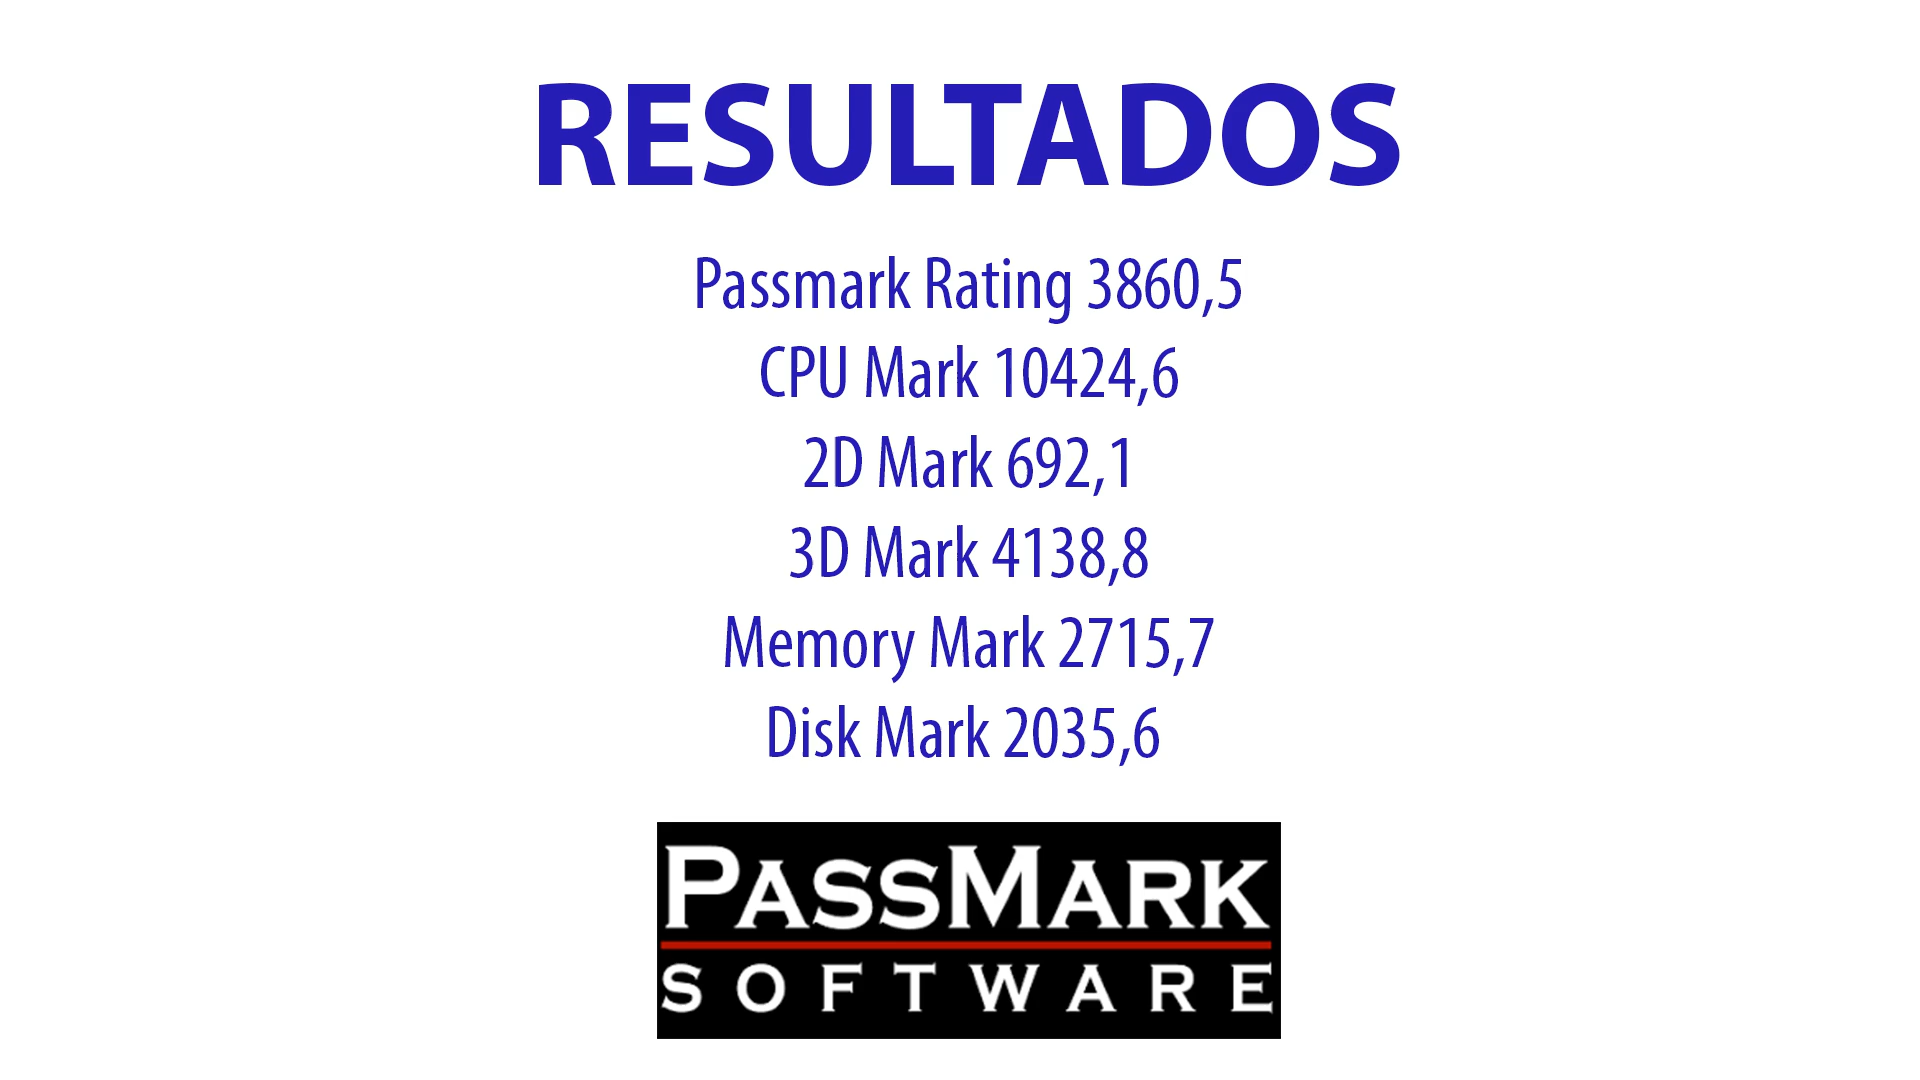 RESULTADOS
Passmark Rating 3860,5
CPU Mark 10424,6
2D Mark 692,1
3D Mark 4138,8
Memory Mark 2715,7
Disk Mark 2035,6
PASSMARK
SOFTWARE